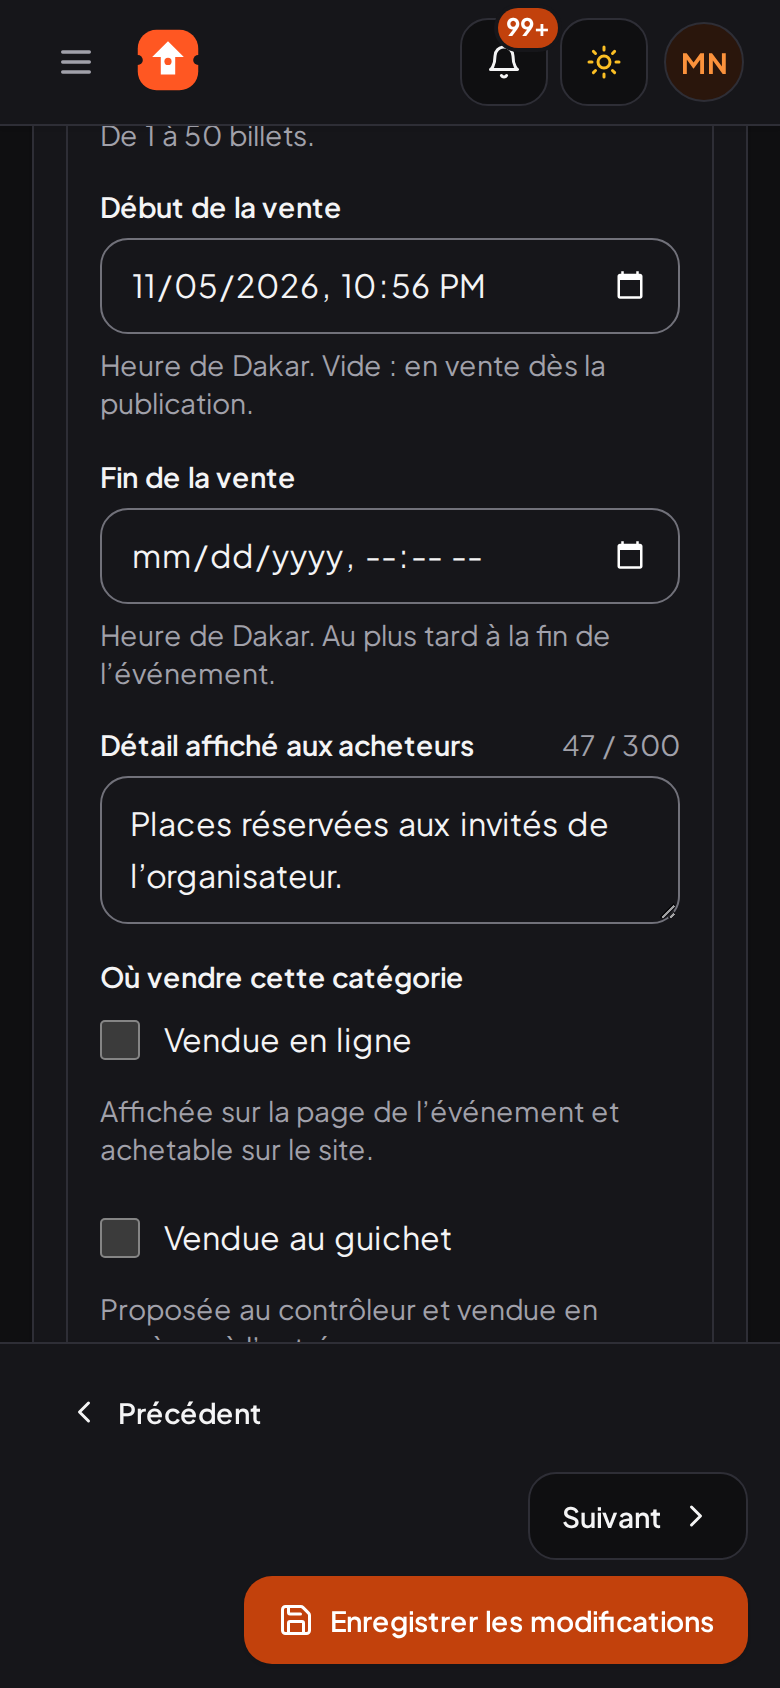 99+
MN
De 1 à 50 billets.
Début de la vente
11/05/2026, 10:56 PM
Heure de Dakar. Vide : en vente dès la
publication.
Fin de la vente
mm/dd/yyyy, --:-- --
Heure de Dakar. Au plus tard à la fin de
l’événement.
Détail affiché aux acheteurs 47 / 300
Places réservées aux invités de
l’organisateur.
Où vendre cette catégorie
Vendue en ligne
Affichée sur la page de l’événement et
achetable sur le site.
Vendue au guichet
Proposée au contrôleur et vendue en
Précédent
Suivant
Enregistrer les modifications